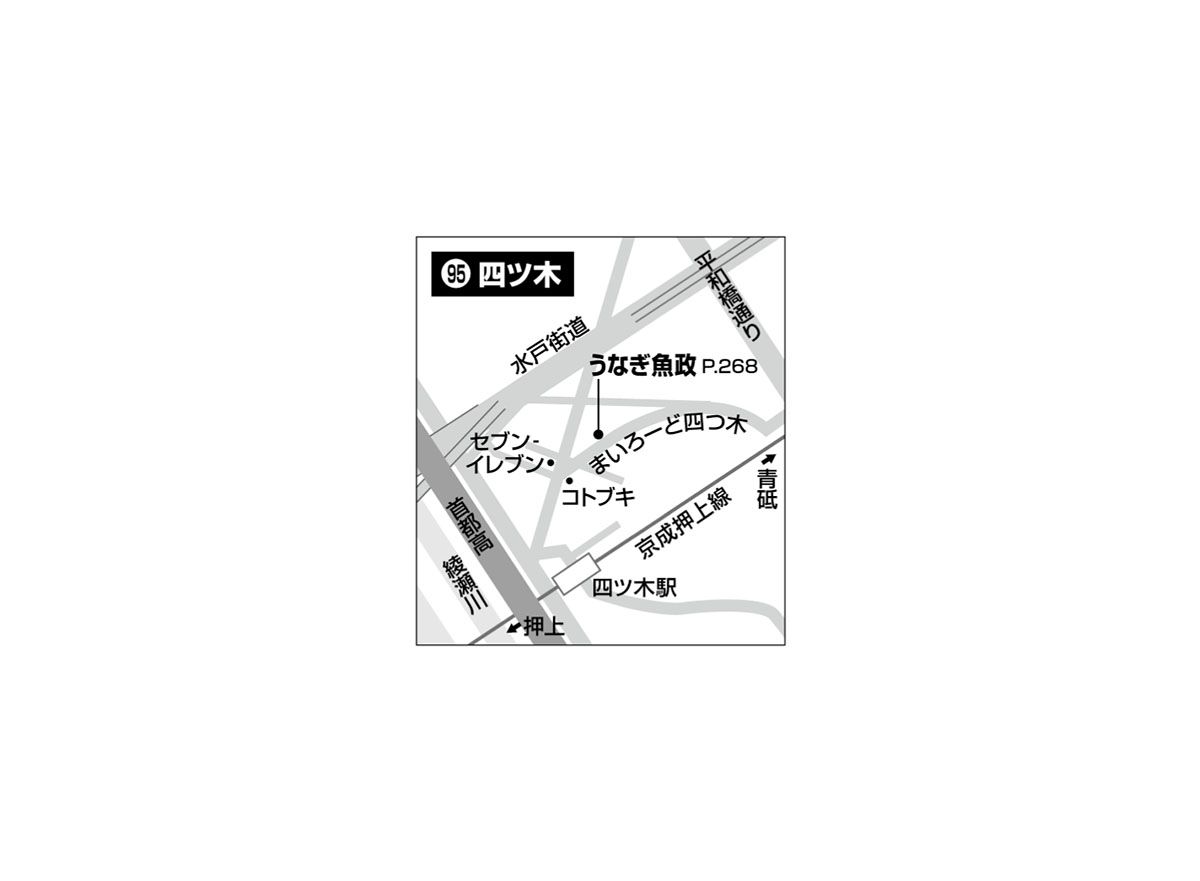 95 四ツ木
平和橋通り
水戸街道
うなぎ魚政 P.268
まいろーど四つ木
セブン-
イレブン
コトブキ
青砥
首都高
京成押上線
綾瀬川
四ツ木駅
押上